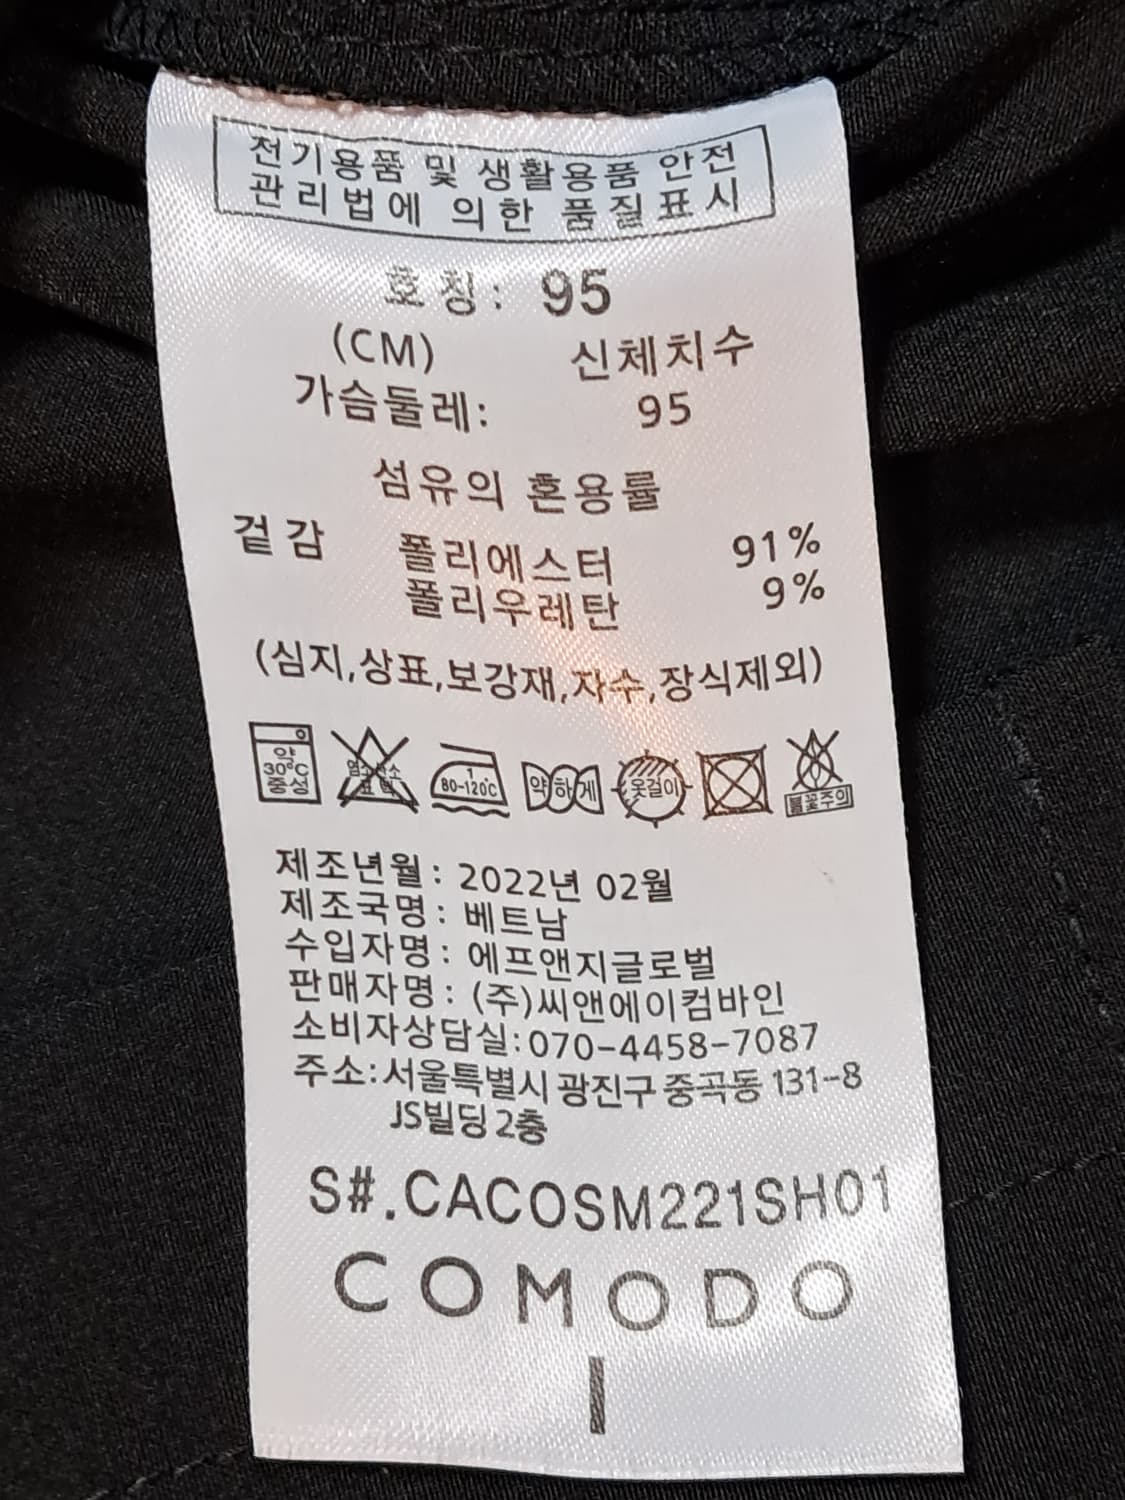 전기용품 및 생활용품 안전
관리법에 의한 품질표시
호칭: 95
(CM) 신체치수
가슴둘레: 95
섬유의 혼용률
겉감 폴리에스터 91%
폴리우레탄 9%
(심지,상표,보강재,자수,장식제외)
약
30°C
중성
염소
표백
1
80-120°C
약하게
옷걸이
불꽃주의
제조년월: 2022년 02월
제조국명: 베트남
수입자명: 에프앤지글로벌
판매자명: (주)씨앤에이컴바인
소비자상담실:070-4458-7087
주소:서울특별시 광진구 중곡동 131-8
JS빌딩 2층
S#.CACOSM221SH01
COMODO